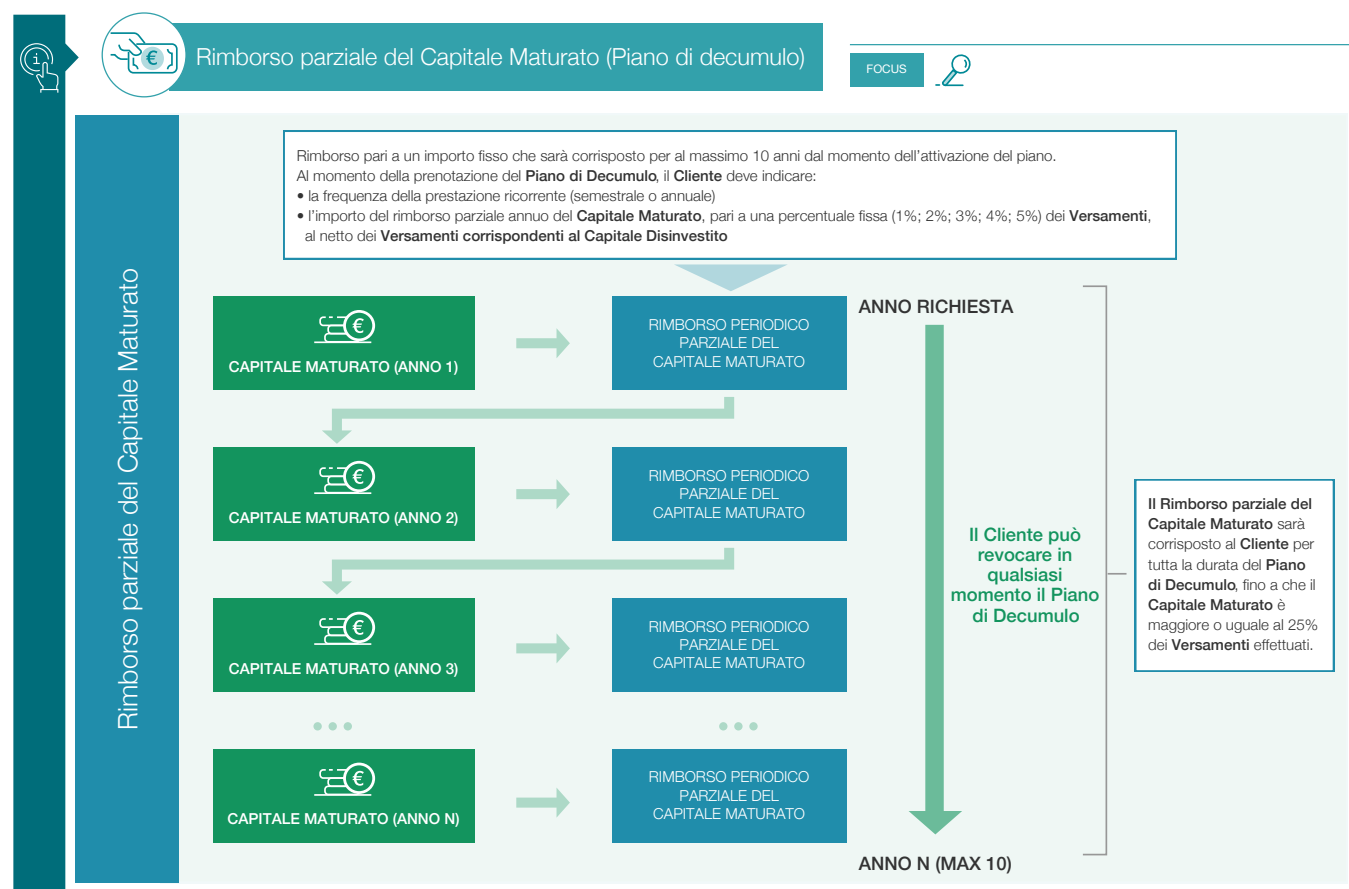 Rimborso parziale del Capitale Maturato (Piano di decumulo)
FOCUS
Rimborso parziale del Capitale Maturato
Rimborso pari a un importo fisso che sarà corrisposto per al massimo 10 anni dal momento dell'attivazione del piano.
Al momento della prenotazione del Piano di Decumulo, il Cliente deve indicare:
• la frequenza della prestazione ricorrente (semestrale o annuale)
• l'importo del rimborso parziale annuo del Capitale Maturato, pari a una percentuale fissa (1%; 2%; 3%; 4%; 5%) dei Versamenti,
al netto dei Versamenti corrispondenti al Capitale Disinvestito
€
CAPITALE MATURATO (ANNO 1)
RIMBORSO PERIODICO
PARZIALE DEL
CAPITALE MATURATO
ANNO RICHIESTA
€
CAPITALE MATURATO (ANNO 2)
RIMBORSO PERIODICO
PARZIALE DEL
CAPITALE MATURATO
€
CAPITALE MATURATO (ANNO 3)
RIMBORSO PERIODICO
PARZIALE DEL
CAPITALE MATURATO
Il Cliente può
revocare in
qualsiasi
momento il Piano
di Decumulo
Il Rimborso parziale del
Capitale Maturato sarà
corrisposto al Cliente per
tutta la durata del Piano
di Decumulo, fino a che il
Capitale Maturato è
maggiore o uguale al 25%
dei Versamenti effettuati.
€
CAPITALE MATURATO (ANNO N)
RIMBORSO PERIODICO
PARZIALE DEL
CAPITALE MATURATO
ANNO N (MAX 10)